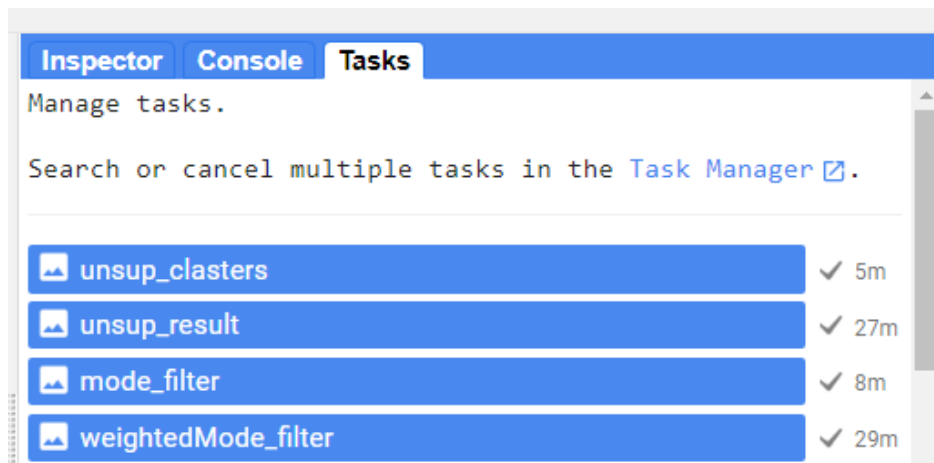 Inspector Console Tasks
Manage tasks.
Search or cancel multiple tasks in the Task Manager.
unsup_clasters 5m
unsup_result 27m
mode_filter 8m
weightedMode_filter 29m